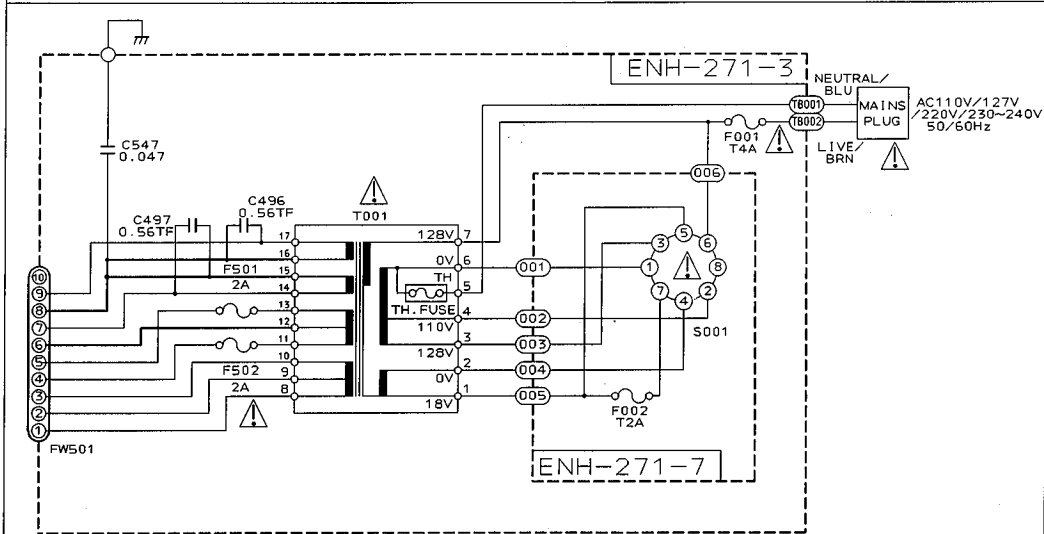 ENH-271-3
NEUTRAL/
BLU
TB001
TB002
MAINS
PLUG
AC110V/127V
/220V/230~240V
50/60Hz
F001
T4A
LIVE/
BRN
C547
0.047
006
C496
0.56TF
C497
0.56TF
T001
17
16
15
14
13
12
11
10
9
8
128V
7
0V
6
TH
5
TH.FUSE
4
110V
3
128V
2
0V
1
18V
F501
2A
F502
2A
001
002
003
004
005
5
3
6
1
8
7
2
4
S001
F002
T2A
10
9
8
7
6
5
4
3
2
1
FW501
ENH-271-7